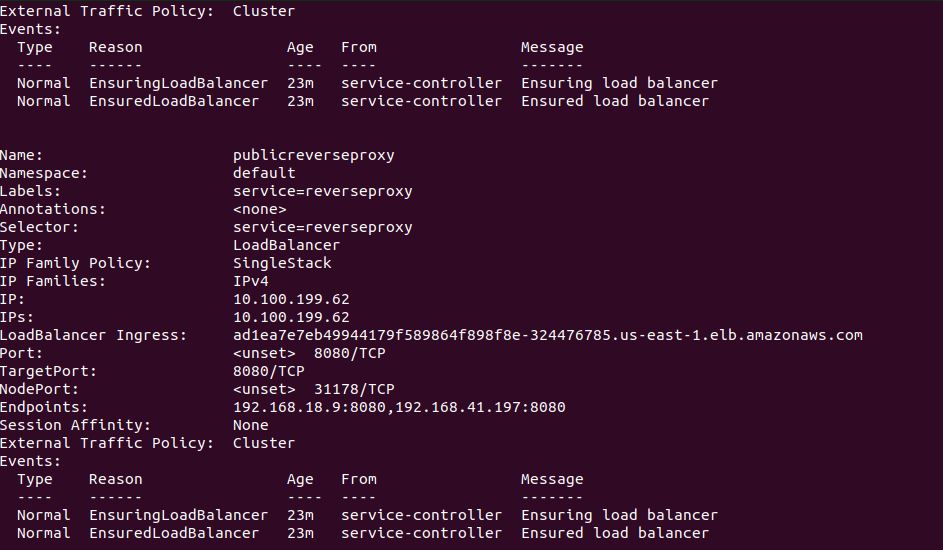 External Traffic Policy:  Cluster
Events:
  Type    Reason                Age   From                Message
  ----    ------                ----  ----                -------
  Normal  EnsuringLoadBalancer  23m   service-controller  Ensuring load balancer
  Normal  EnsuredLoadBalancer   23m   service-controller  Ensured load balancer
Name:                     publicreverseproxy
Namespace:                default
Labels:                   service=reverseproxy
Annotations:              <none>
Selector:                 service=reverseproxy
Type:                     LoadBalancer
IP Family Policy:         SingleStack
IP Families:              IPv4
IP:                       10.100.199.62
IPs:                      10.100.199.62
LoadBalancer Ingress:     ad1ea7e7eb49944179f589864f898f8e-324476785.us-east-1.elb.amazonaws.com
Port:                     <unset>  8080/TCP
TargetPort:               8080/TCP
NodePort:                 <unset>  31178/TCP
Endpoints:                192.168.18.9:8080,192.168.41.197:8080
Session Affinity:         None
External Traffic Policy:  Cluster
Events:
  Type    Reason                Age   From                Message
  ----    ------                ----  ----                -------
  Normal  EnsuringLoadBalancer  23m   service-controller  Ensuring load balancer
  Normal  EnsuredLoadBalancer   23m   service-controller  Ensured load balancer